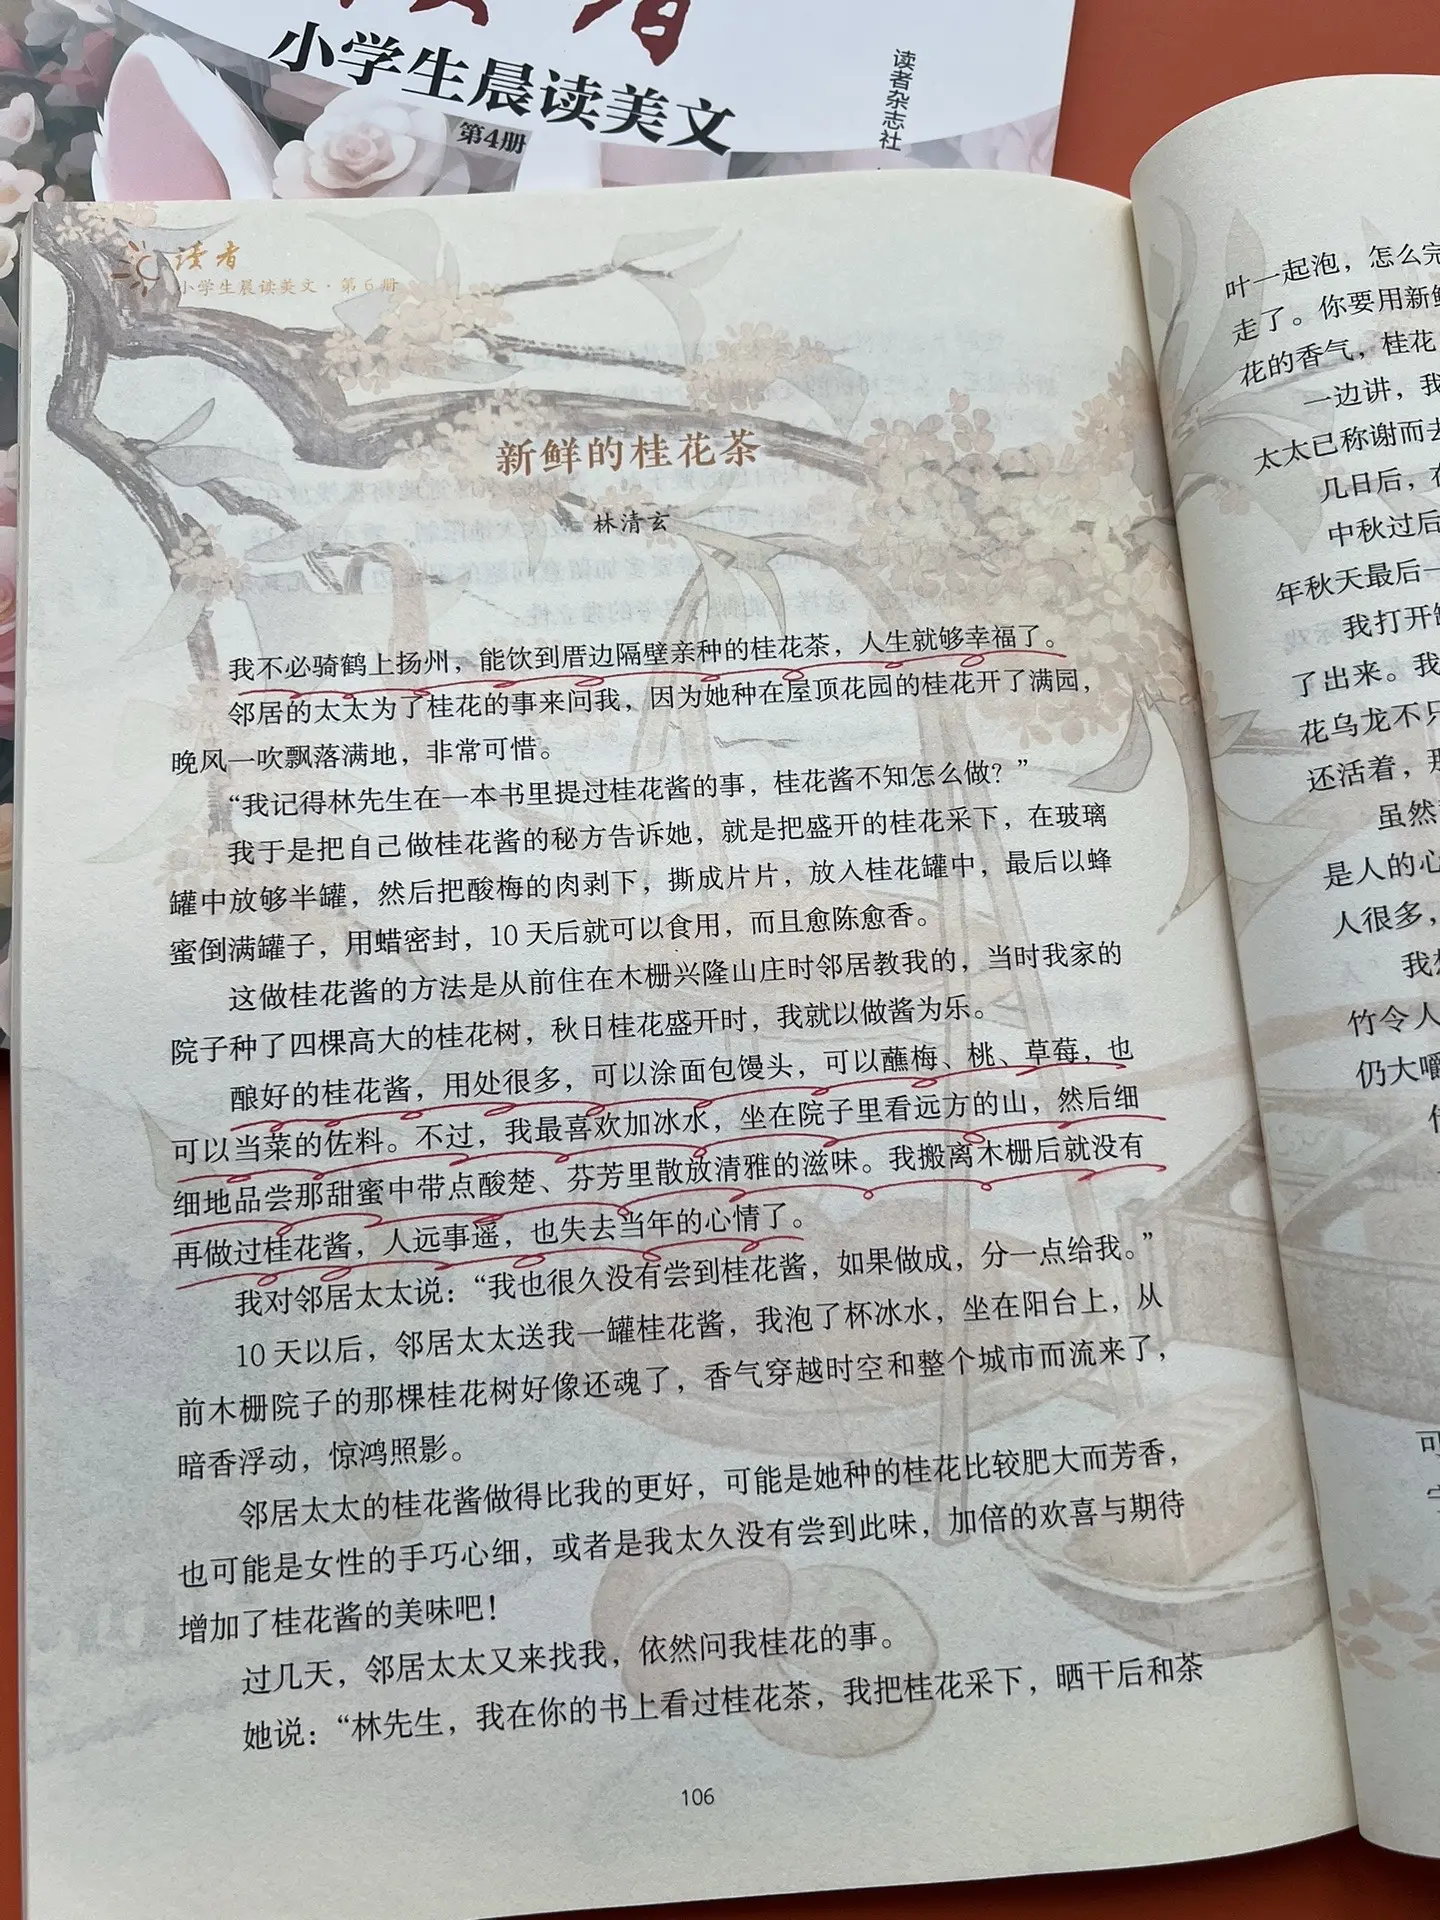 小学生晨读美文
第4册
读者杂志社
读者
小学生晨读美文·第6册
新鲜的桂花茶
林清玄
我不必骑鹤上扬州，能饮到厝边隔壁亲种的桂花茶，人生就够幸福了。
邻居的太太为了桂花的事来问我，因为她种在屋顶花园的桂花开了满园，
晚风一吹飘落满地，非常可惜。
“我记得林先生在一本书里提过桂花酱的事，桂花酱不知怎么做？”
我于是把自己做桂花酱的秘方告诉她，就是把盛开的桂花采下，在玻璃
罐中放够半罐，然后把酸梅的肉剥下，撕成片片，放入桂花罐中，最后以蜂
蜜倒满罐子，用蜡密封，10 天后就可以食用，而且愈陈愈香。
这做桂花酱的方法是从前住在木栅兴隆山庄时邻居教我的，当时我家的
院子种了四棵高大的桂花树，秋日桂花盛开时，我就以做酱为乐。
酿好的桂花酱，用处很多，可以涂面包馒头，可以蘸梅、桃、草莓，也
可以当菜的佐料。不过，我最喜欢加冰水，坐在院子里看远方的山，然后细
细地品尝那甜蜜中带点酸楚、芬芳里散放清雅的滋味。我搬离木栅后就没有
再做过桂花酱，人远事遥，也失去当年的心情了。
我对邻居太太说：“我也很久没有尝到桂花酱，如果做成，分一点给我。”
10 天以后，邻居太太送我一罐桂花酱，我泡了杯冰水，坐在阳台上，从
前木栅院子的那棵桂花树好像还魂了，香气穿越时空和整个城市而流来了，
暗香浮动，惊鸿照影。
邻居太太的桂花酱做得比我的更好，可能是她种的桂花比较肥大而芳香，
也可能是女性的手巧心细，或者是我太久没有尝到此味，加倍的欢喜与期待
增加了桂花酱的美味吧！
过几天，邻居太太又来找我，依然问我桂花的事。
她说：“林先生，我在你的书上看过桂花茶，我把桂花采下，晒干后和茶
106
叶一起泡，怎么完
走了。你要用新鲜
花的香气，桂花
一边讲，我
太太已称谢而去
几日后，在
中秋过后
年秋天最后一
我打开罐
了出来。我
花乌龙不只
还活着，那
虽然
是人的心
人很多，
我想
竹令人
仍大嚼